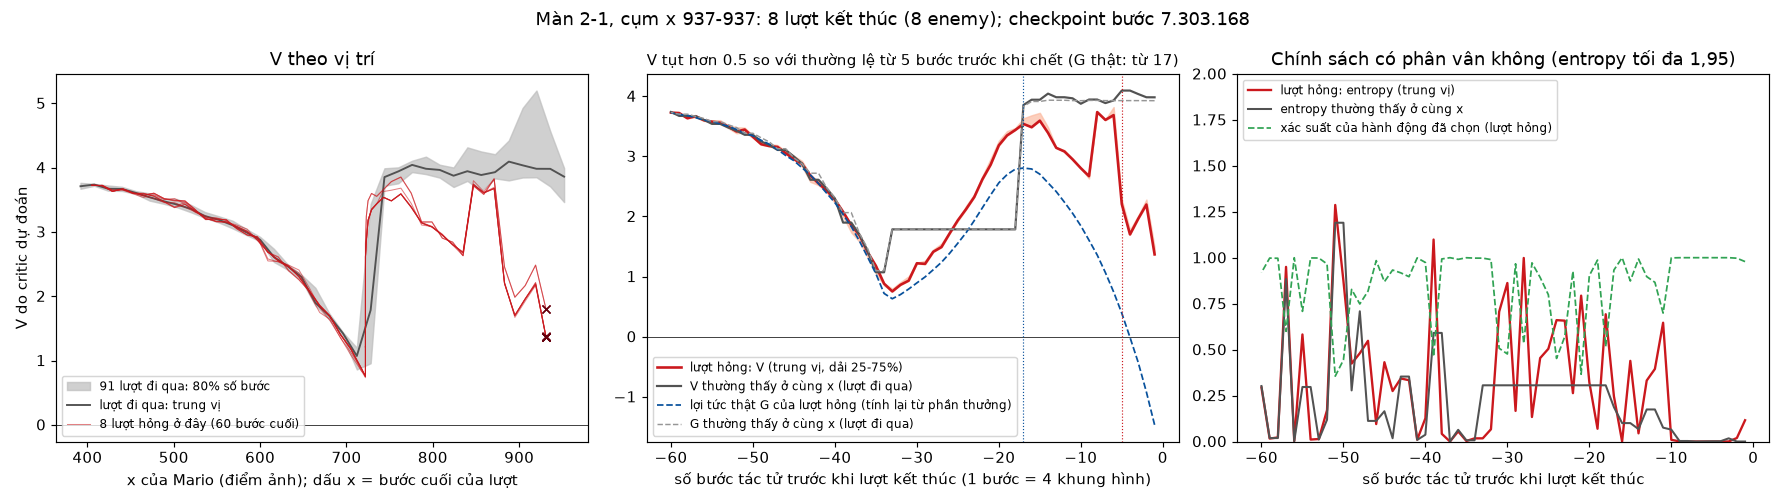 Màn 2-1, cụm x 937-937: 8 lượt kết thúc (8 enemy); checkpoint bước 7.303.168
V theo vị trí
V do critic dự đoán
5
4
3
2
1
0
91 lượt đi qua: 80% số bước
lượt đi qua: trung vị
8 lượt hỏng ở đây (60 bước cuối)
400 500 600 700 800 900
x của Mario (điểm ảnh); dấu x = bước cuối của lượt
V tụt hơn 0.5 so với thường lệ từ 5 bước trước khi chết (G thật: từ 17)
4
3
2
1
0
−1
lượt hỏng: V (trung vị, dải 25-75%)
V thường thấy ở cùng x (lượt đi qua)
lợi tức thật G của lượt hỏng (tính lại từ phần thưởng)
G thường thấy ở cùng x (lượt đi qua)
−60 −50 −40 −30 −20 −10 0
số bước tác tử trước khi lượt kết thúc (1 bước = 4 khung hình)
Chính sách có phân vân không (entropy tối đa 1,95)
2.00
1.75
1.50
1.25
1.00
0.75
0.50
0.25
0.00
lượt hỏng: entropy (trung vị)
entropy thường thấy ở cùng x
xác suất của hành động đã chọn (lượt hỏng)
−60 −50 −40 −30 −20 −10 0
số bước tác tử trước khi lượt kết thúc